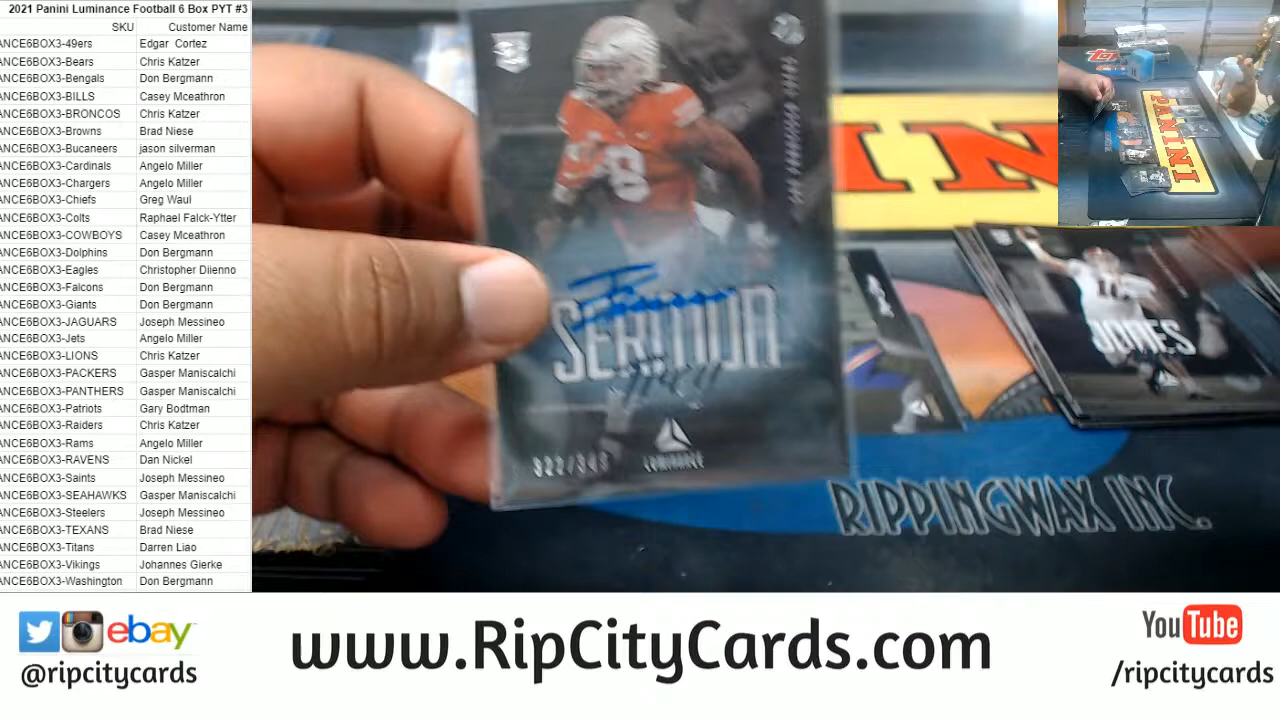 2021 Panini Luminance Football 6 Box PYT #3
SKU Customer Name
ANCE6BOX3-49ers Edgar Cortez
ANCE6BOX3-Bears Chris Katzer
ANCE6BOX3-Bengals Don Bergmann
ANCE6BOX3-BILLS Casey Mceathron
ANCE6BOX3-BRONCOS Chris Katzer
ANCE6BOX3-Browns Brad Niese
ANCE6BOX3-Bucaneers jason silverman
ANCE6BOX3-Cardinals Angelo Miller
ANCE6BOX3-Chargers Angelo Miller
ANCE6BOX3-Chiefs Greg Waul
ANCE6BOX3-Colts Raphael Falck-Ytter
ANCE6BOX3-COWBOYS Casey Mceathron
ANCE6BOX3-Dolphins Don Bergmann
ANCE6BOX3-Eagles Christopher Diienno
ANCE6BOX3-Falcons Don Bergmann
ANCE6BOX3-Giants Don Bergmann
ANCE6BOX3-JAGUARS Joseph Messineo
ANCE6BOX3-Jets Angelo Miller
ANCE6BOX3-LIONS Chris Katzer
ANCE6BOX3-PACKERS Gasper Maniscalchi
ANCE6BOX3-PANTHERS Gasper Maniscalchi
ANCE6BOX3-Patriots Gary Bodtman
ANCE6BOX3-Raiders Chris Katzer
ANCE6BOX3-Rams Angelo Miller
ANCE6BOX3-RAVENS Dan Nickel
ANCE6BOX3-Saints Joseph Messineo
ANCE6BOX3-SEAHAWKS Gasper Maniscalchi
ANCE6BOX3-Steelers Joseph Messineo
ANCE6BOX3-TEXANS Brad Niese
ANCE6BOX3-Titans Darren Liao
ANCE6BOX3-Vikings Johannes Gierke
ANCE6BOX3-Washington Don Bergmann
8
SERMON
LUMINANCE
IN
JONES
RIPPINGWAX INC.
PANINI
ebay
@ripcitycards
www.RipCityCards.com
YouTube
/ripcitycards